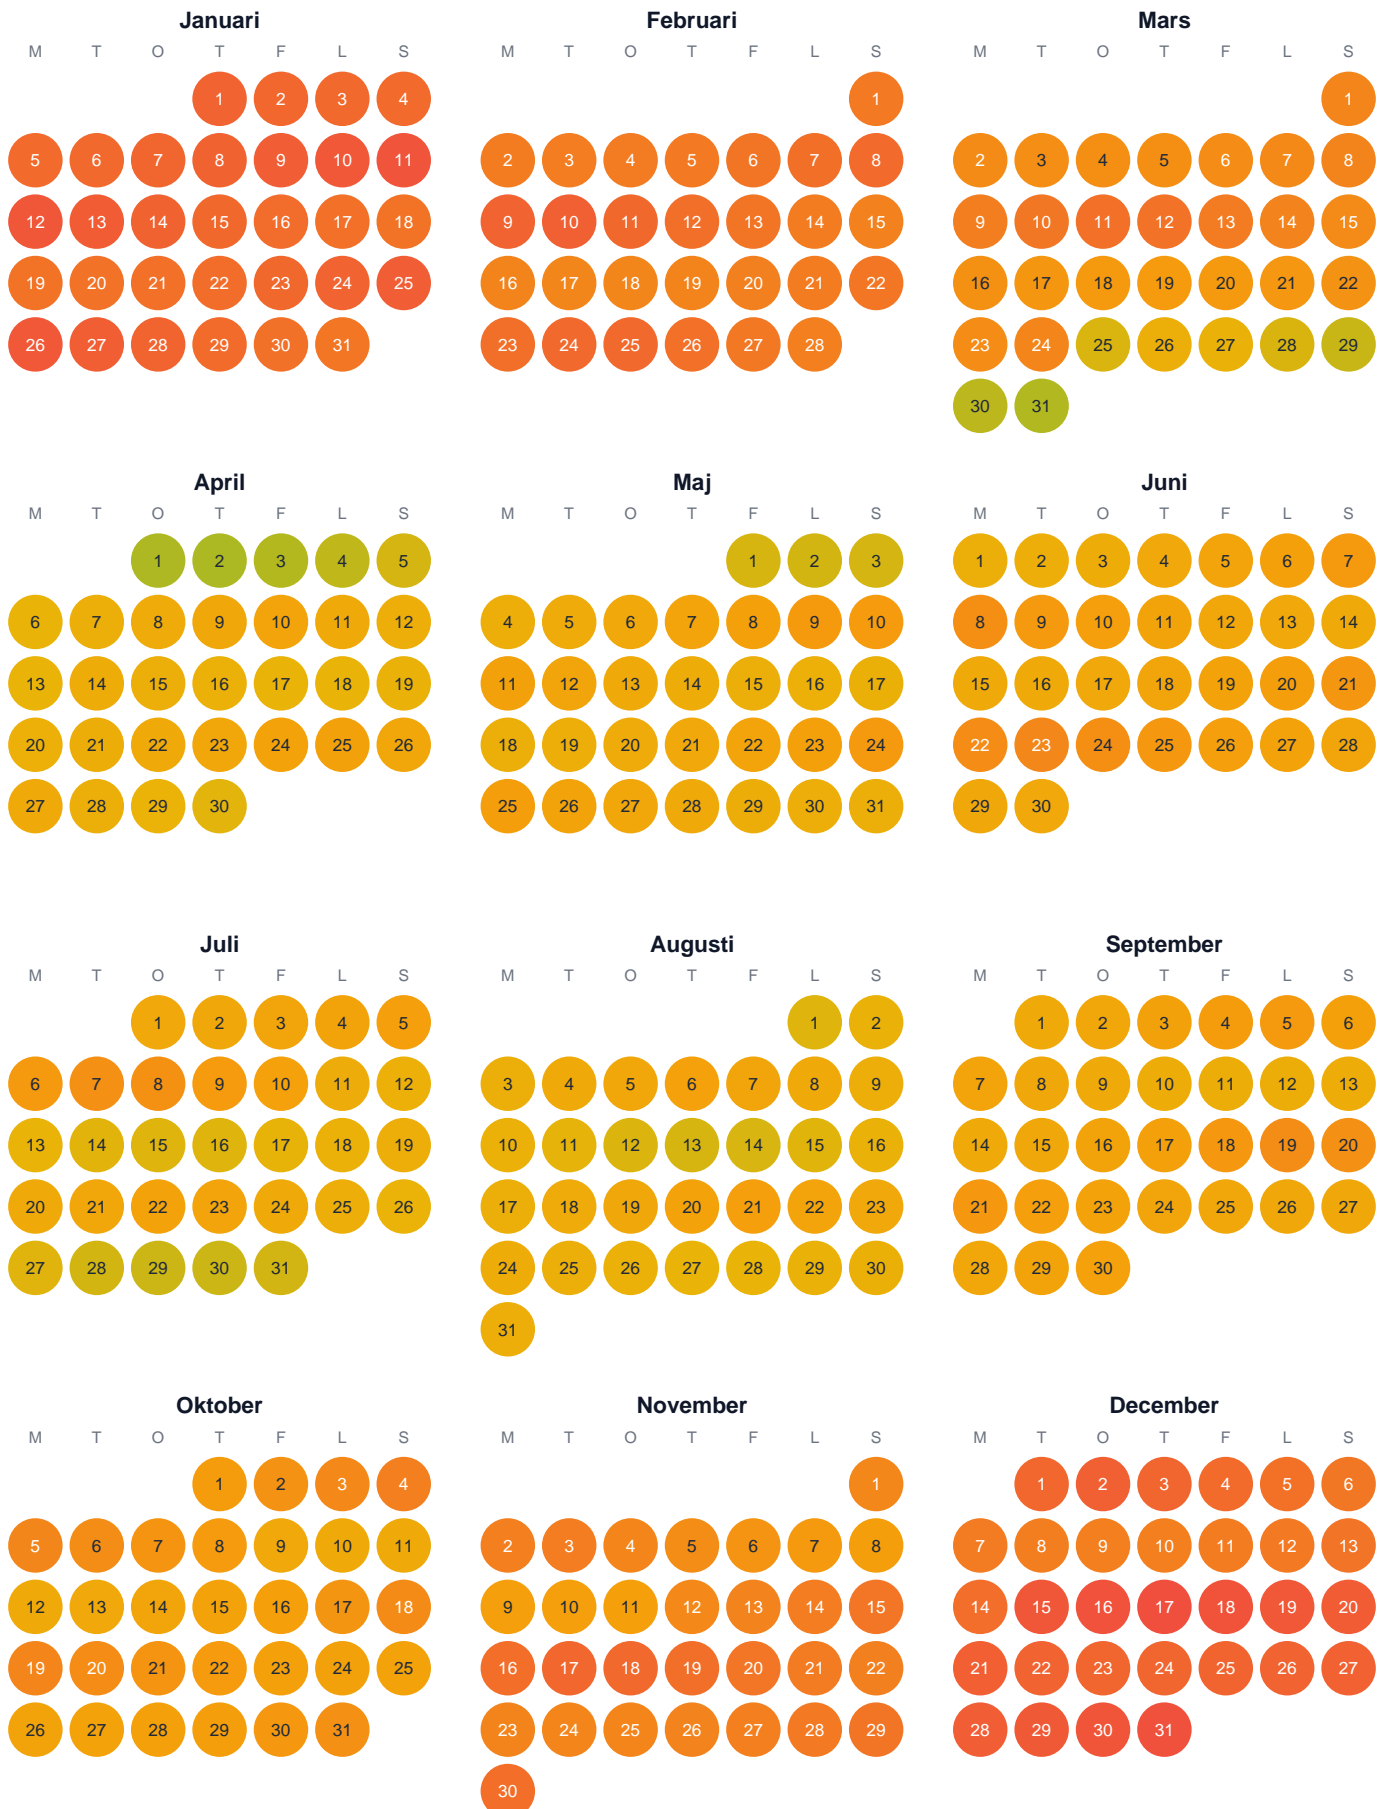 Januari Februari Mars
M T O T F L S M T O T F L S M T O T F L S
1 2 3 4 1 1
5 6 7 8 9 10 11 2 3 4 5 6 7 8 2 3 4 5 6 7 8
12 13 14 15 16 17 18 9 10 11 12 13 14 15 9 10 11 12 13 14 15
19 20 21 22 23 24 25 16 17 18 19 20 21 22 16 17 18 19 20 21 22
26 27 28 29 30 31 23 24 25 26 27 28 23 24 25 26 27 28 29
30 31
April Maj Juni
M T O T F L S M T O T F L S M T O T F L S
1 2 3 4 5 1 2 3 1 2 3 4 5 6 7
6 7 8 9 10 11 12 4 5 6 7 8 9 10 8 9 10 11 12 13 14
13 14 15 16 17 18 19 11 12 13 14 15 16 17 15 16 17 18 19 20 21
20 21 22 23 24 25 26 18 19 20 21 22 23 24 22 23 24 25 26 27 28
27 28 29 30 25 26 27 28 29 30 31 29 30
Juli Augusti September
M T O T F L S M T O T F L S M T O T F L S
1 2 3 4 5 1 2 1 2 3 4 5 6
6 7 8 9 10 11 12 3 4 5 6 7 8 9 7 8 9 10 11 12 13
13 14 15 16 17 18 19 10 11 12 13 14 15 16 14 15 16 17 18 19 20
20 21 22 23 24 25 26 17 18 19 20 21 22 23 21 22 23 24 25 26 27
27 28 29 30 31 24 25 26 27 28 29 30 28 29 30
31
Oktober November December
M T O T F L S M T O T F L S M T O T F L S
1 2 3 4 1 1 2 3 4 5 6
5 6 7 8 9 10 11 2 3 4 5 6 7 8 7 8 9 10 11 12 13
12 13 14 15 16 17 18 9 10 11 12 13 14 15 14 15 16 17 18 19 20
19 20 21 22 23 24 25 16 17 18 19 20 21 22 21 22 23 24 25 26 27
26 27 28 29 30 31 23 24 25 26 27 28 29 28 29 30 31
30